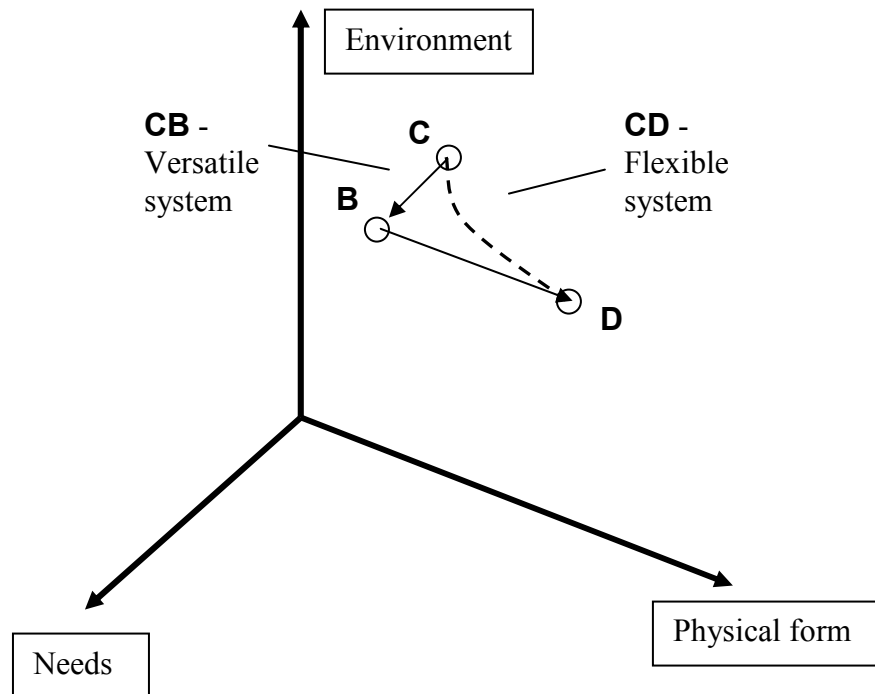 Environment
CB -
Versatile
system
C
CD -
Flexible
system
B
D
Needs
Physical form